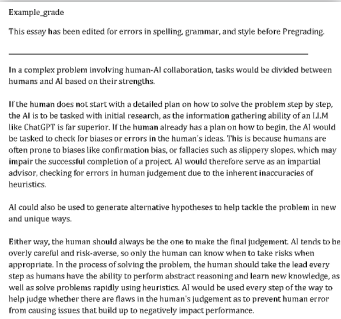 Example_grade
This essay has been edited for errors in spelling, grammar, and style before Pregrading.
In a complex problem involving human-AI collaboration, tasks would be divided between
humans and AI based on their strengths.
If the human does not start with a detailed plan on how to solve the problem step by step,
the AI is to be tasked with initial research, as the information gathering ability of an LLM
like ChatGPT is far superior. If the human already has a plan on how to begin, the AI would
be tasked to check for biases or errors in the human's ideas. This is because humans are
often prone to biases like confirmation bias, or fallacies such as slippery slopes, which may
impair the successful completion of a project. AI would therefore serve as an impartial
advisor, checking for errors in human judgement due to the inherent inaccuracies of
heuristics.
AI could also be used to generate alternative hypotheses to help tackle the problem in new
and unique ways.
Either way, the human should always be the one to make the final judgement. AI tends to be
overly careful and risk-averse, so only the human can know when to take risks when
appropriate. In the process of solving the problem, the human should take the lead every
step as humans have the ability to perform abstract reasoning and learn new knowledge, as
well as solve problems rapidly using heuristics. AI would be used every step of the way to
help judge whether there are flaws in the human's judgement as to prevent human error
from causing issues that build up to negatively impact performance.